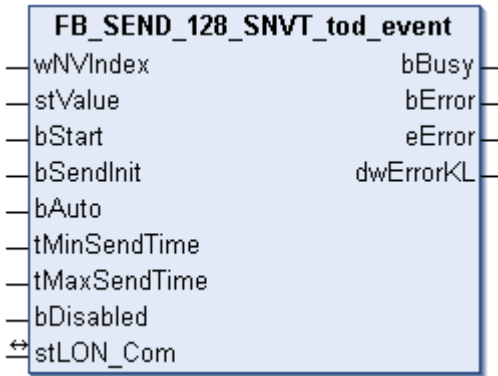 FB_SEND_128_SNVT_tod_event
wNVIndex bBusy
stValue bError
bStart eError
bSendInit dwErrorKL
bAuto
tMinSendTime
tMaxSendTime
bDisabled
stLON_Com